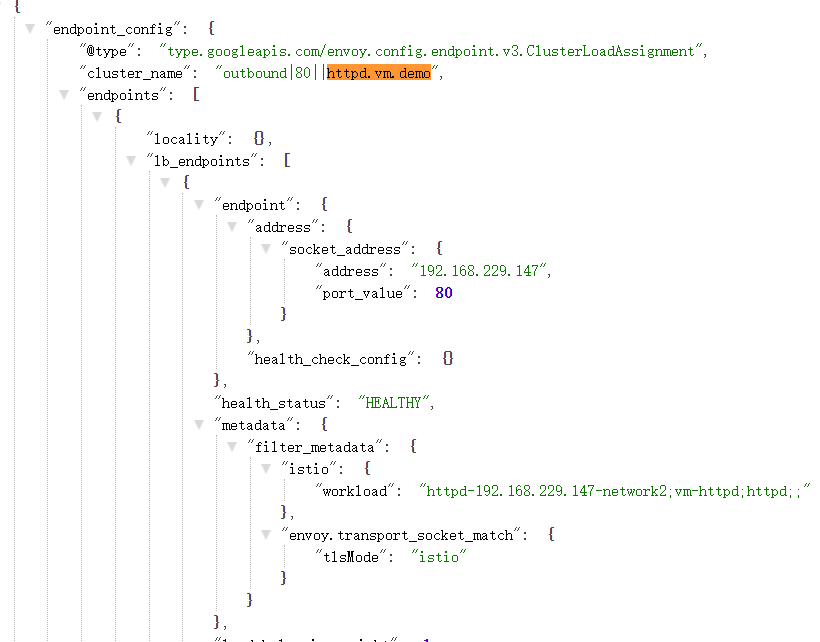 {
"endpoint_config": {
"@type": "type.googleapis.com/envoy.config.endpoint.v3.ClusterLoadAssignment",
"cluster_name": "outbound|80||httpd.vm.demo",
"endpoints": [
{
"locality": {},
"lb_endpoints": [
{
"endpoint": {
"address": {
"socket_address": {
"address": "192.168.229.147",
"port_value": 80
}
},
"health_check_config": {}
},
"health_status": "HEALTHY",
"metadata": {
"filter_metadata": {
"istio": {
"workload": "httpd-192.168.229.147-network2;vm-httpd;httpd;;"
},
"envoy.transport_socket_match": {
"tlsMode": "istio"
}
}
},